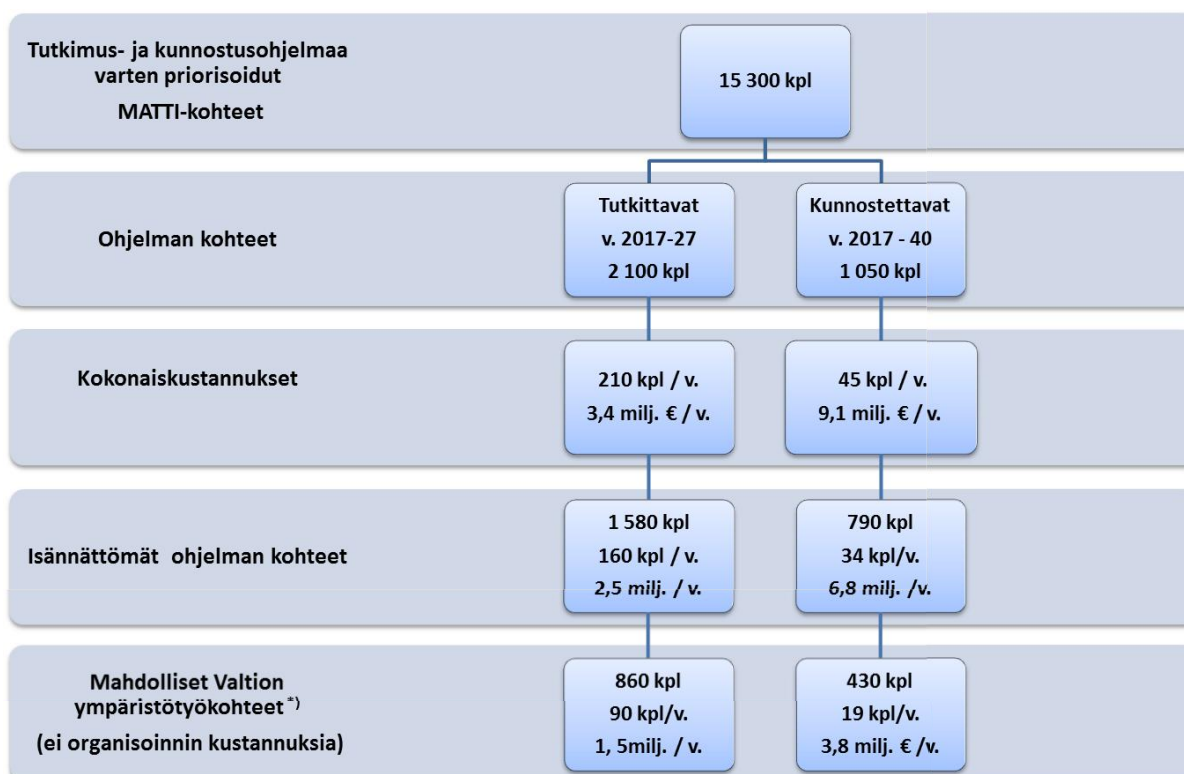 Tutkimus- ja kunnostusohjelmaa
varten priorisoidut
MATTI-kohteet
15 300 kpl
Ohjelman kohteet
Tutkittavat
v. 2017-27
2 100 kpl
Kunnostettavat
v. 2017 - 40
1 050 kpl
Kokonaiskustannukset
210 kpl / v.
3,4 milj. € / v.
45 kpl / v.
9,1 milj. € / v.
Isännättömät ohjelman kohteet
1 580 kpl
160 kpl / v.
2,5 milj. / v.
790 kpl
34 kpl/v.
6,8 milj. /v.
Mahdolliset Valtion
ympäristötyökohteet *)
(ei organisoinnin kustannuksia)
860 kpl
90 kpl/v.
1, 5milj. / v.
430 kpl
19 kpl/v.
3,8 milj. € /v.